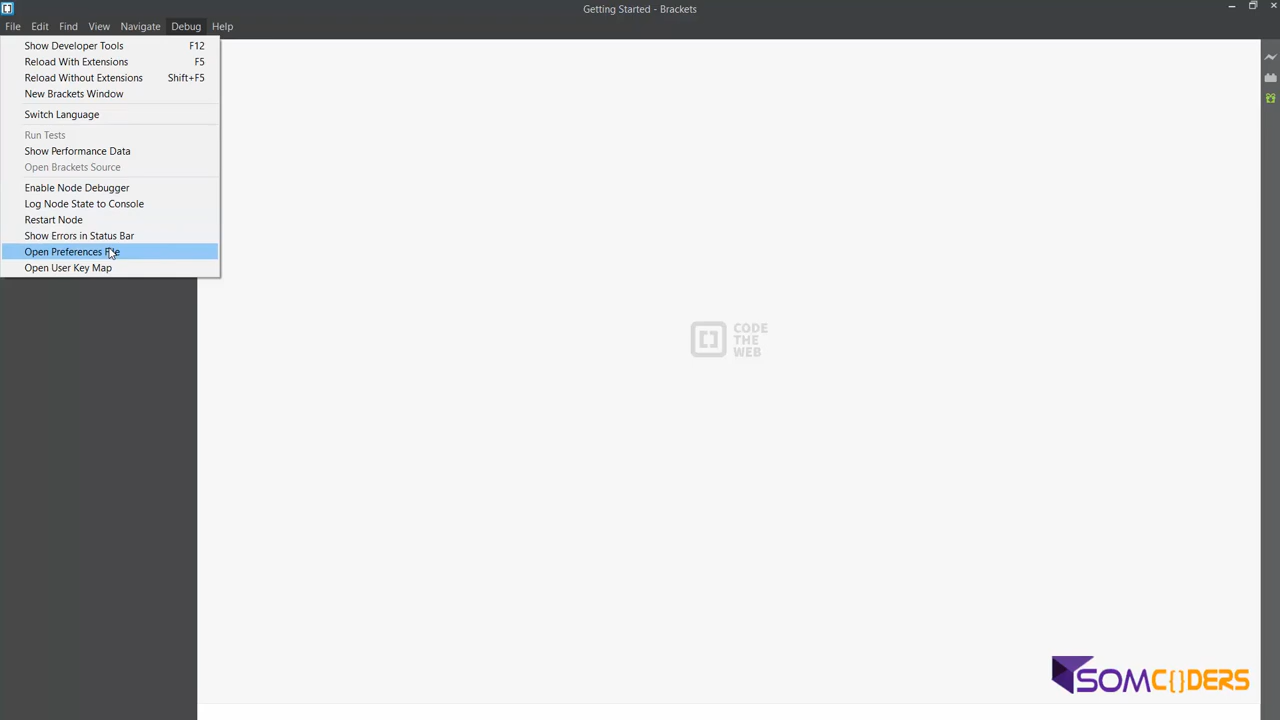 Getting Started - Brackets
File Edit Find View Navigate Debug Help
Show Developer Tools F12
Reload With Extensions F5
Reload Without Extensions Shift+F5
New Brackets Window
Switch Language
Run Tests
Show Performance Data
Open Brackets Source
Enable Node Debugger
Log Node State to Console
Restart Node
Show Errors in Status Bar
Open Preferences File
Open User Key Map
CODE
THE
WEB
SOMC{}DERS